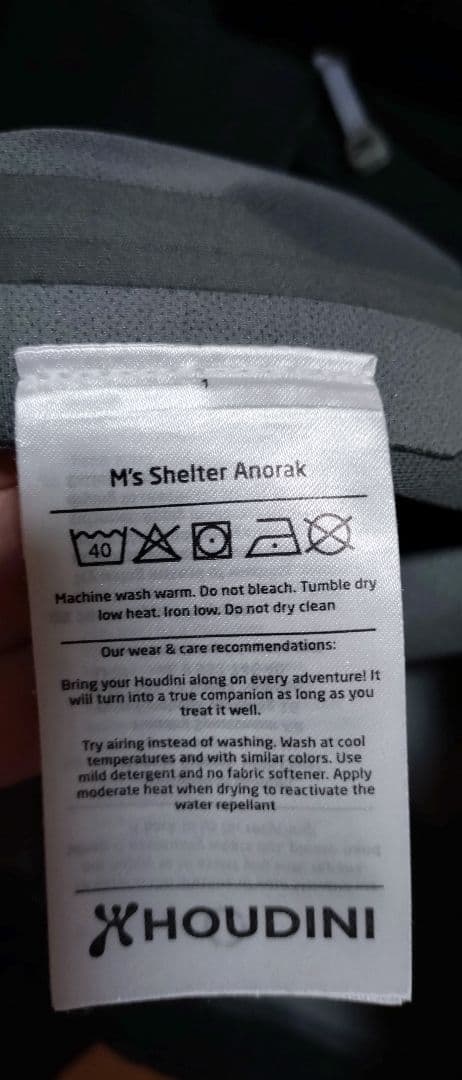 1
M's Shelter Anorak
40
Machine wash warm. Do not bleach. Tumble dry
low heat. Iron low. Do not dry clean
Our wear & care recommendations:
Bring your Houdini along on every adventure! It
will turn into a true companion as long as you
treat it well.
Try airing instead of washing. Wash at cool
temperatures and with similar colors. Use
mild detergent and no fabric softener. Apply
moderate heat when drying to reactivate the
water repellant
HOUDINI